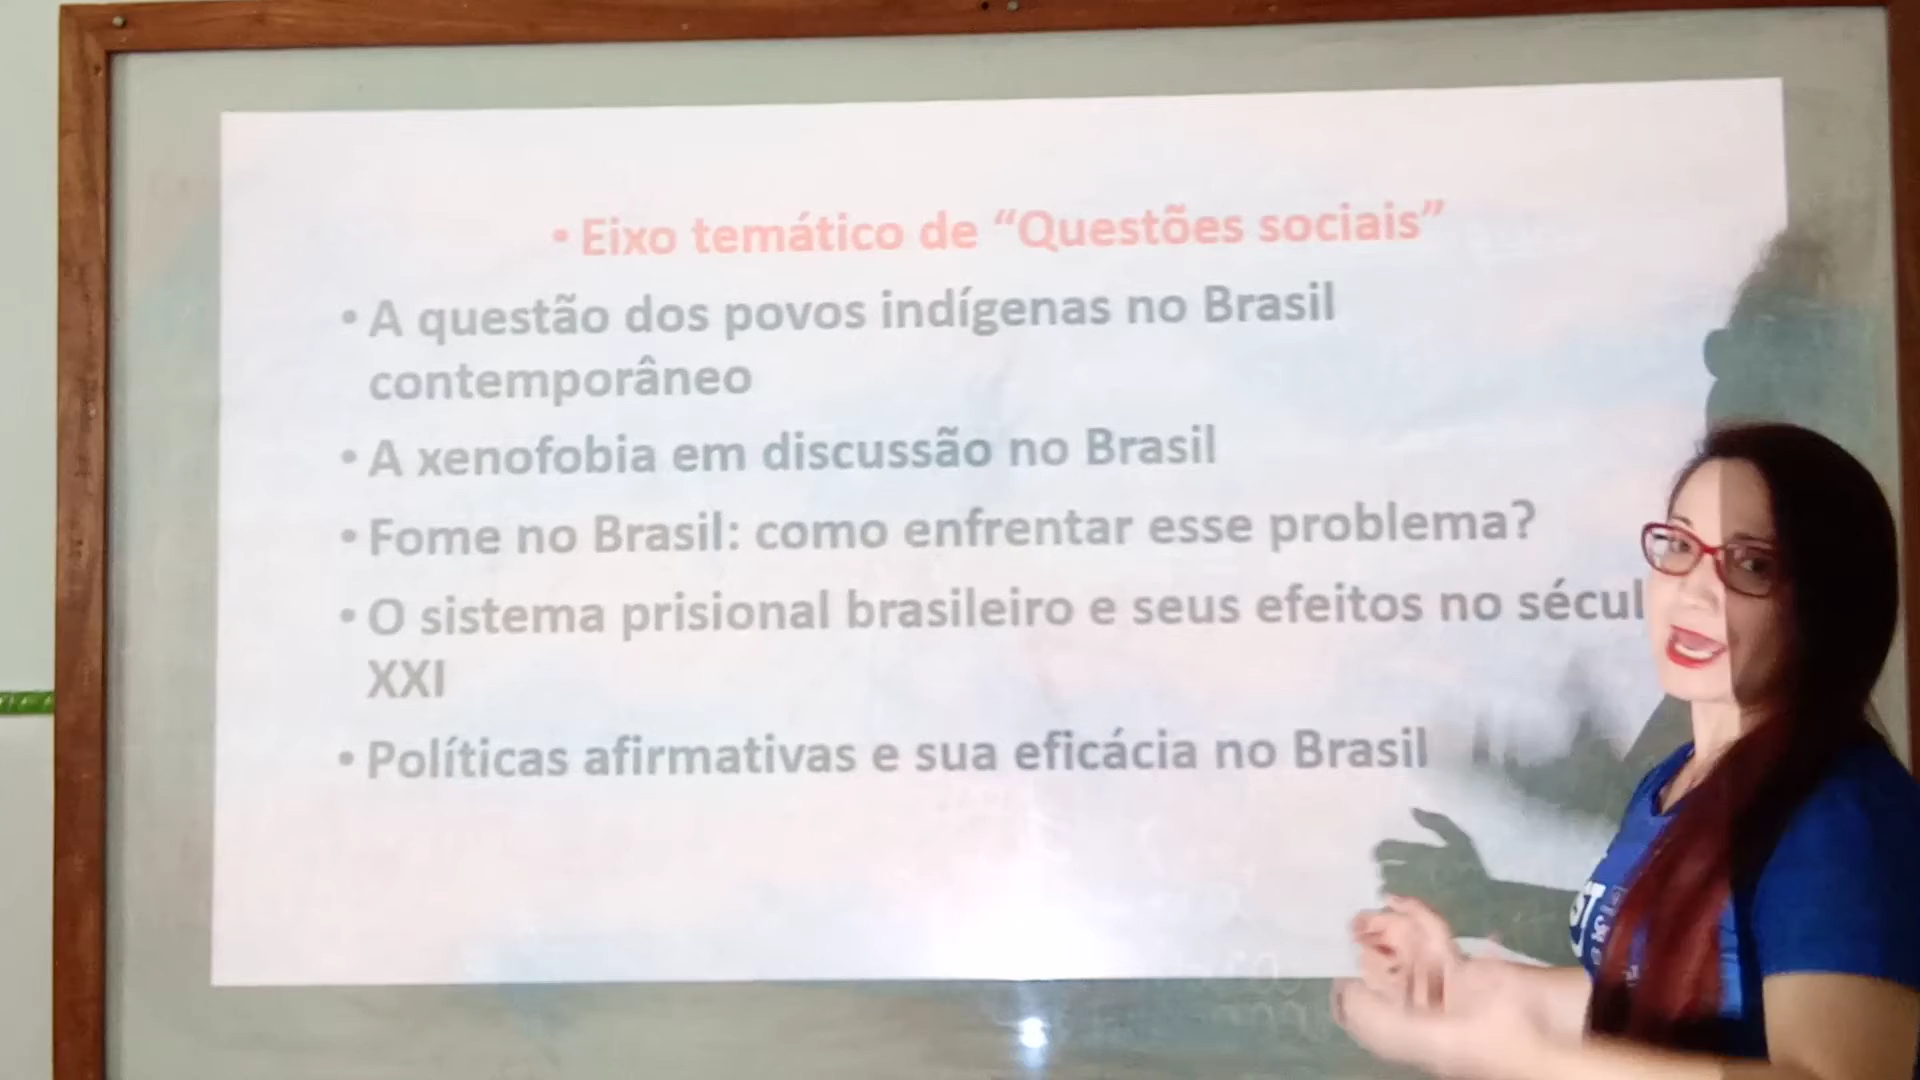 • Eixo temático de “Questões sociais”
• A questão dos povos indígenas no Brasil
contemporâneo
• A xenofobia em discussão no Brasil
• Fome no Brasil: como enfrentar esse problema?
• O sistema prisional brasileiro e seus efeitos no sécul
XXI
• Políticas afirmativas e sua eficácia no Brasil